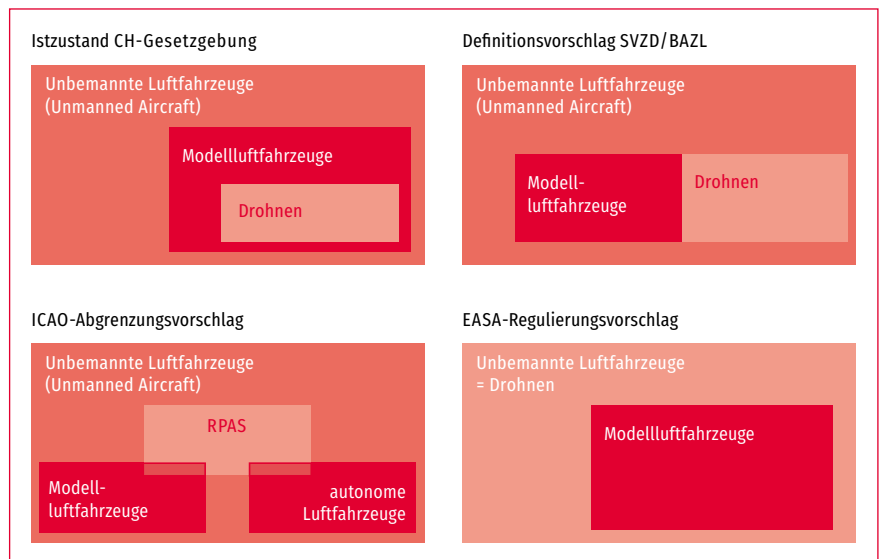 Istzustand CH-Gesetzgebung
Unbemannte Luftfahrzeuge
(Unmanned Aircraft)
Modellluftfahrzeuge
Drohnen
Definitionsvorschlag SVZD/BAZL
Unbemannte Luftfahrzeuge
(Unmanned Aircraft)
Modell-
luftfahrzeuge
Drohnen
ICAO-Abgrenzungsvorschlag
Unbemannte Luftfahrzeuge
(Unmanned Aircraft)
RPAS
Modell-
luftfahrzeuge
autonome
Luftfahrzeuge
EASA-Regulierungsvorschlag
Unbemannte Luftfahrzeuge
= Drohnen
Modellluftfahrzeuge